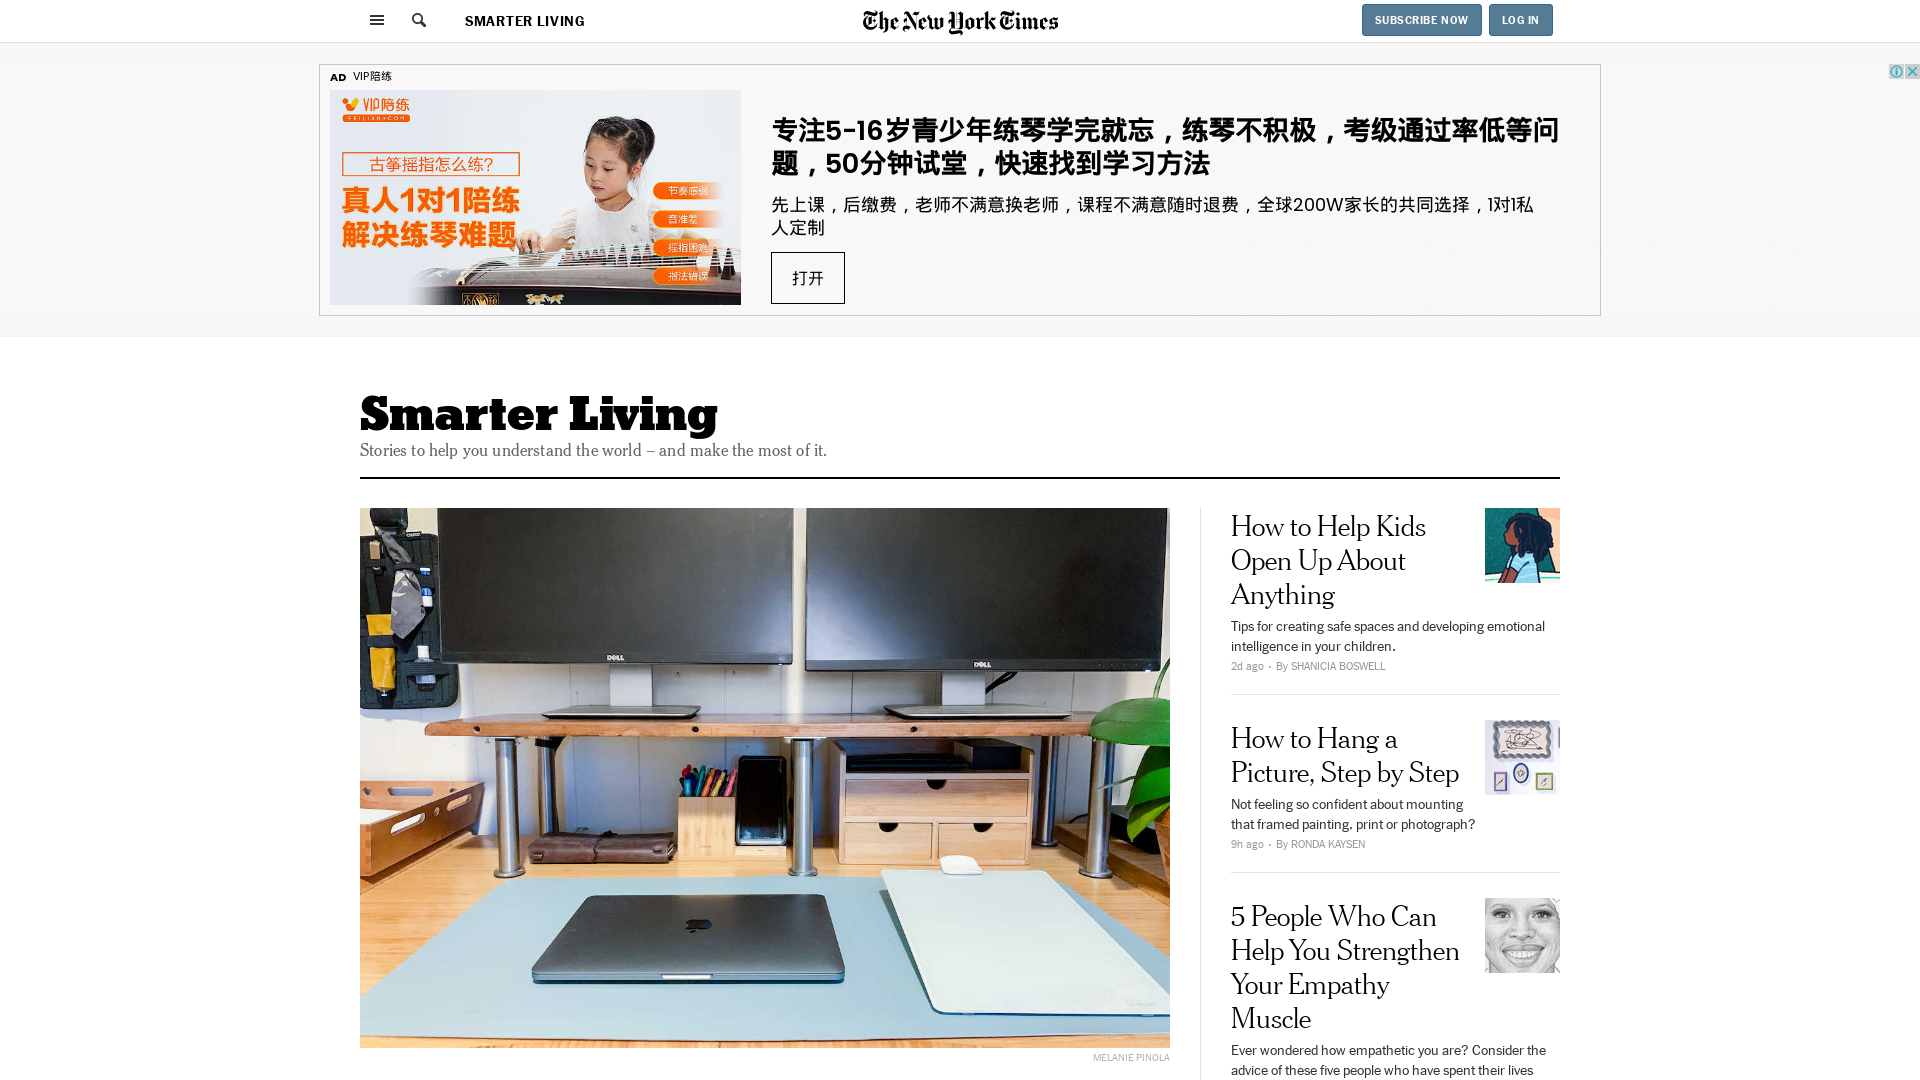 SMARTER LIVING
The New York Times
SUBSCRIBE NOW
LOG IN
AD VIP陪练
VIP陪练
PEILIAN•COM
古筝摇指怎么练?
真人1对1陪练
解决练琴难题
节奏感弱
音准差
摇指困难
指法错误
专注5-16岁青少年练琴学完就忘，练琴不积极，考级通过率低等问
题，50分钟试堂，快速找到学习方法
先上课，后缴费，老师不满意换老师，课程不满意随时退费，全球200W家长的共同选择，1对1私
人定制
打开
Smarter Living
Stories to help you understand the world – and make the most of it.
DELL
DELL
MELANIE PINOLA
How to Help Kids
Open Up About
Anything
Tips for creating safe spaces and developing emotional
intelligence in your children.
2d ago • By SHANICIA BOSWELL
How to Hang a
Picture, Step by Step
Not feeling so confident about mounting
that framed painting, print or photograph?
9h ago • By RONDA KAYSEN
5 People Who Can
Help You Strengthen
Your Empathy
Muscle
Ever wondered how empathetic you are? Consider the
advice of these five people who have spent their lives